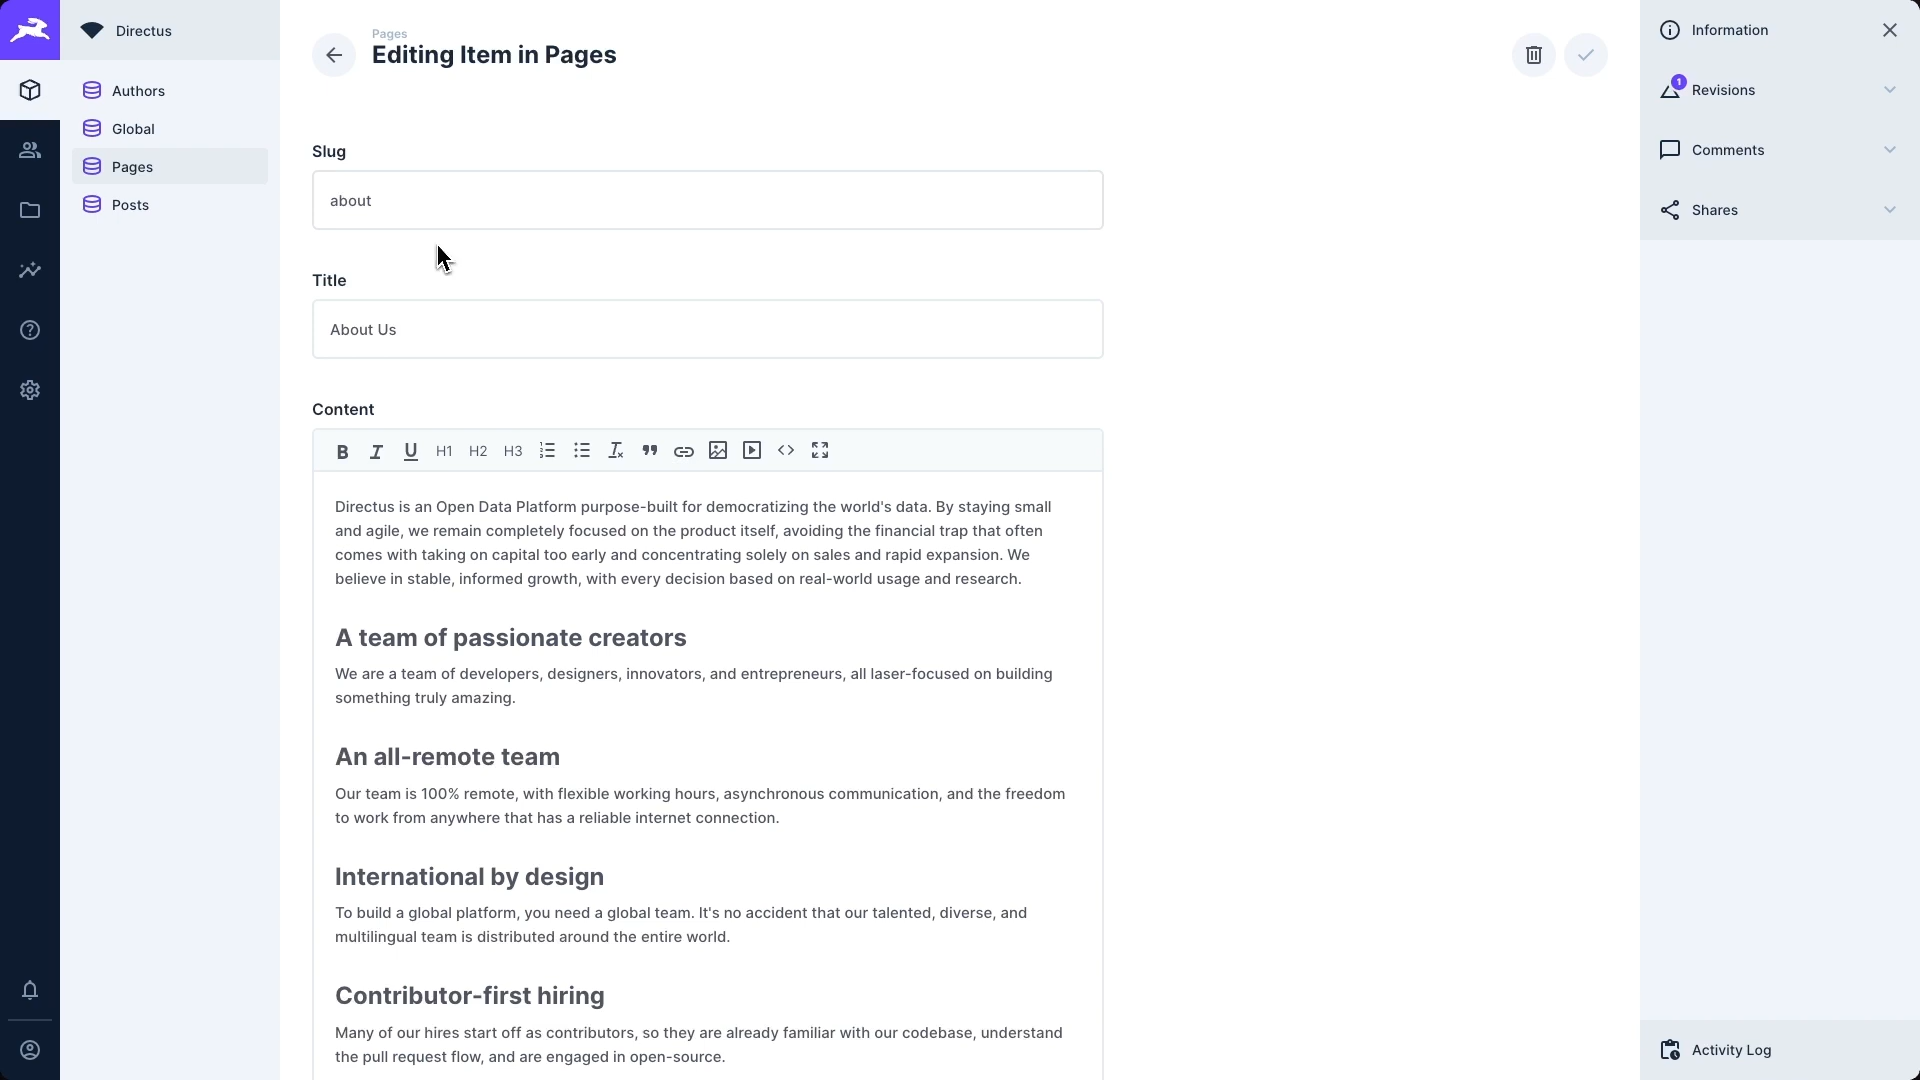 Directus
Authors
Global
Pages
Posts
Pages
Editing Item in Pages
Slug
about
Title
About Us
Content
B I U H1 H2 H3
Directus is an Open Data Platform purpose-built for democratizing the world's data. By staying small
and agile, we remain completely focused on the product itself, avoiding the financial trap that often
comes with taking on capital too early and concentrating solely on sales and rapid expansion. We
believe in stable, informed growth, with every decision based on real-world usage and research.
A team of passionate creators
We are a team of developers, designers, innovators, and entrepreneurs, all laser-focused on building
something truly amazing.
An all-remote team
Our team is 100% remote, with flexible working hours, asynchronous communication, and the freedom
to work from anywhere that has a reliable internet connection.
International by design
To build a global platform, you need a global team. It's no accident that our talented, diverse, and
multilingual team is distributed around the entire world.
Contributor-first hiring
Many of our hires start off as contributors, so they are already familiar with our codebase, understand
the pull request flow, and are engaged in open-source.
Information
1
Revisions
Comments
Shares
Activity Log